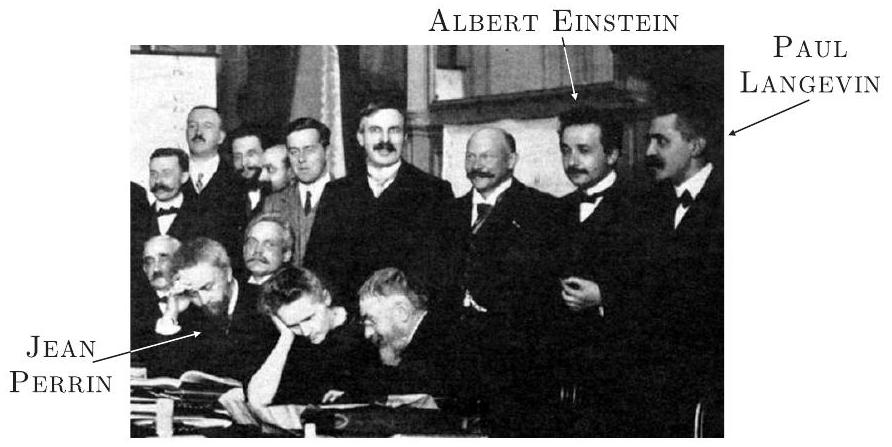 ALBERT EINSTEIN
PAUL
LANGEVIN
JEAN
PERRIN